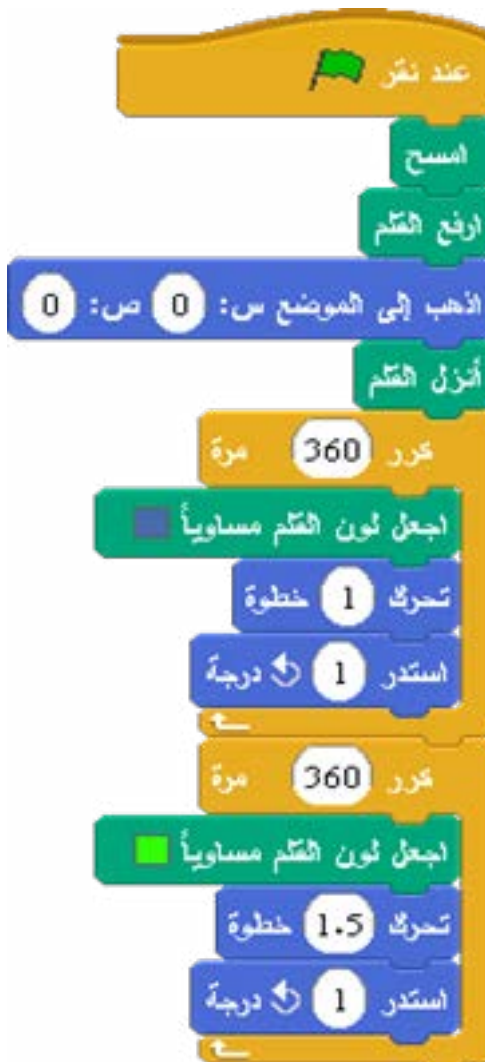 عند نقر
امسح
ارفع القلم
اذهب إلى الموضع س: 0 ص: 0
أنزل القلم
كرر 360 مرة
اجعل لون القلم مساوياً
تحرك 1 خطوة
استدر 1 درجة
كرر 360 مرة
اجعل لون القلم مساوياً
تحرك 1.5 خطوة
استدر 1 درجة